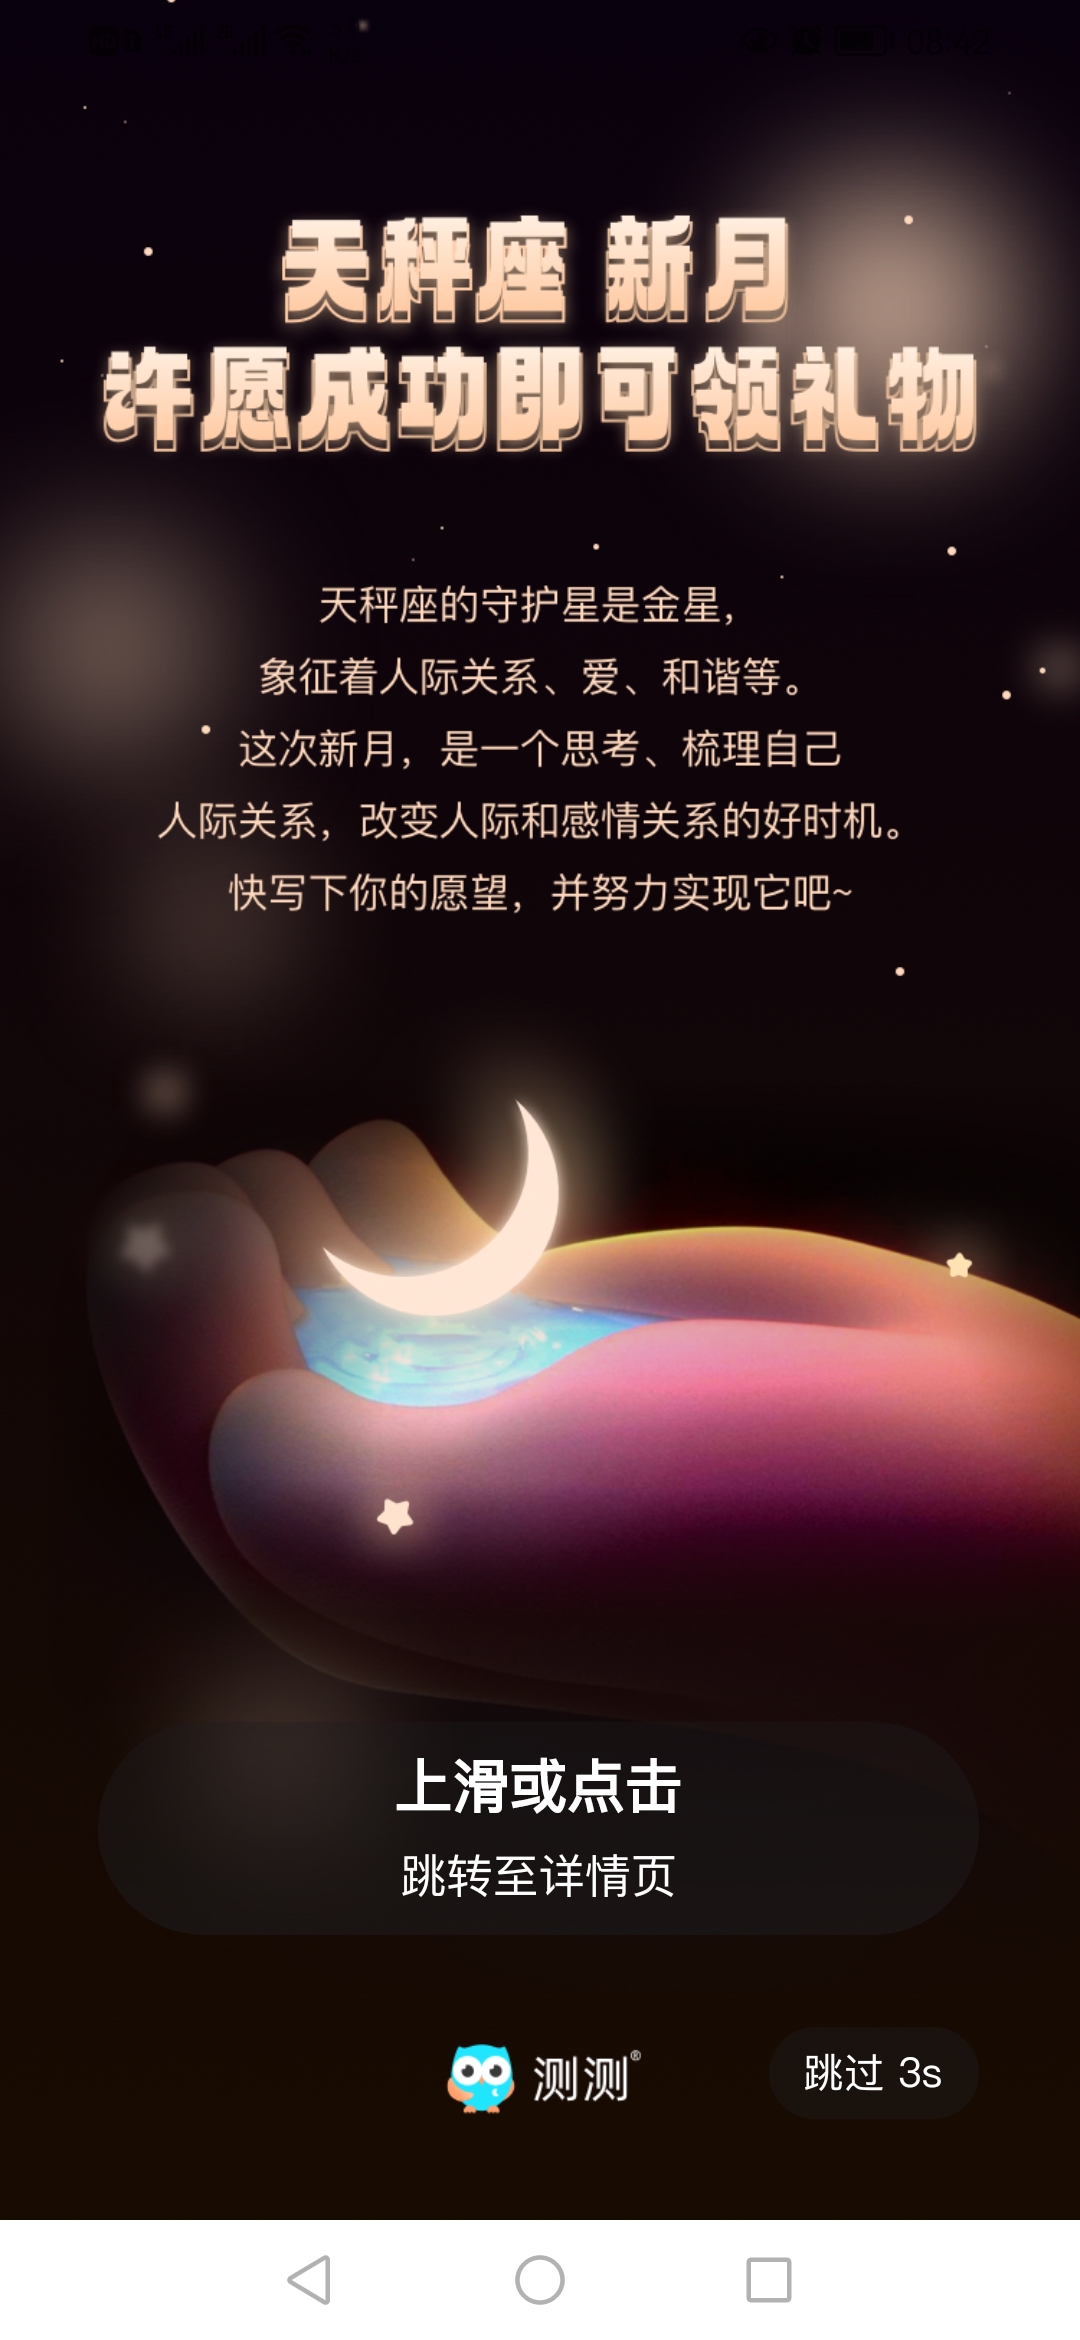 08:42
天秤座 新月
许愿成功即可领礼物
天秤座的守护星是金星，
象征着人际关系、爱、和谐等。
这次新月，是一个思考、梳理自己
人际关系，改变人际和感情关系的好时机。
快写下你的愿望，并努力实现它吧~
上滑或点击
跳转至详情页
测测®
跳过 3s